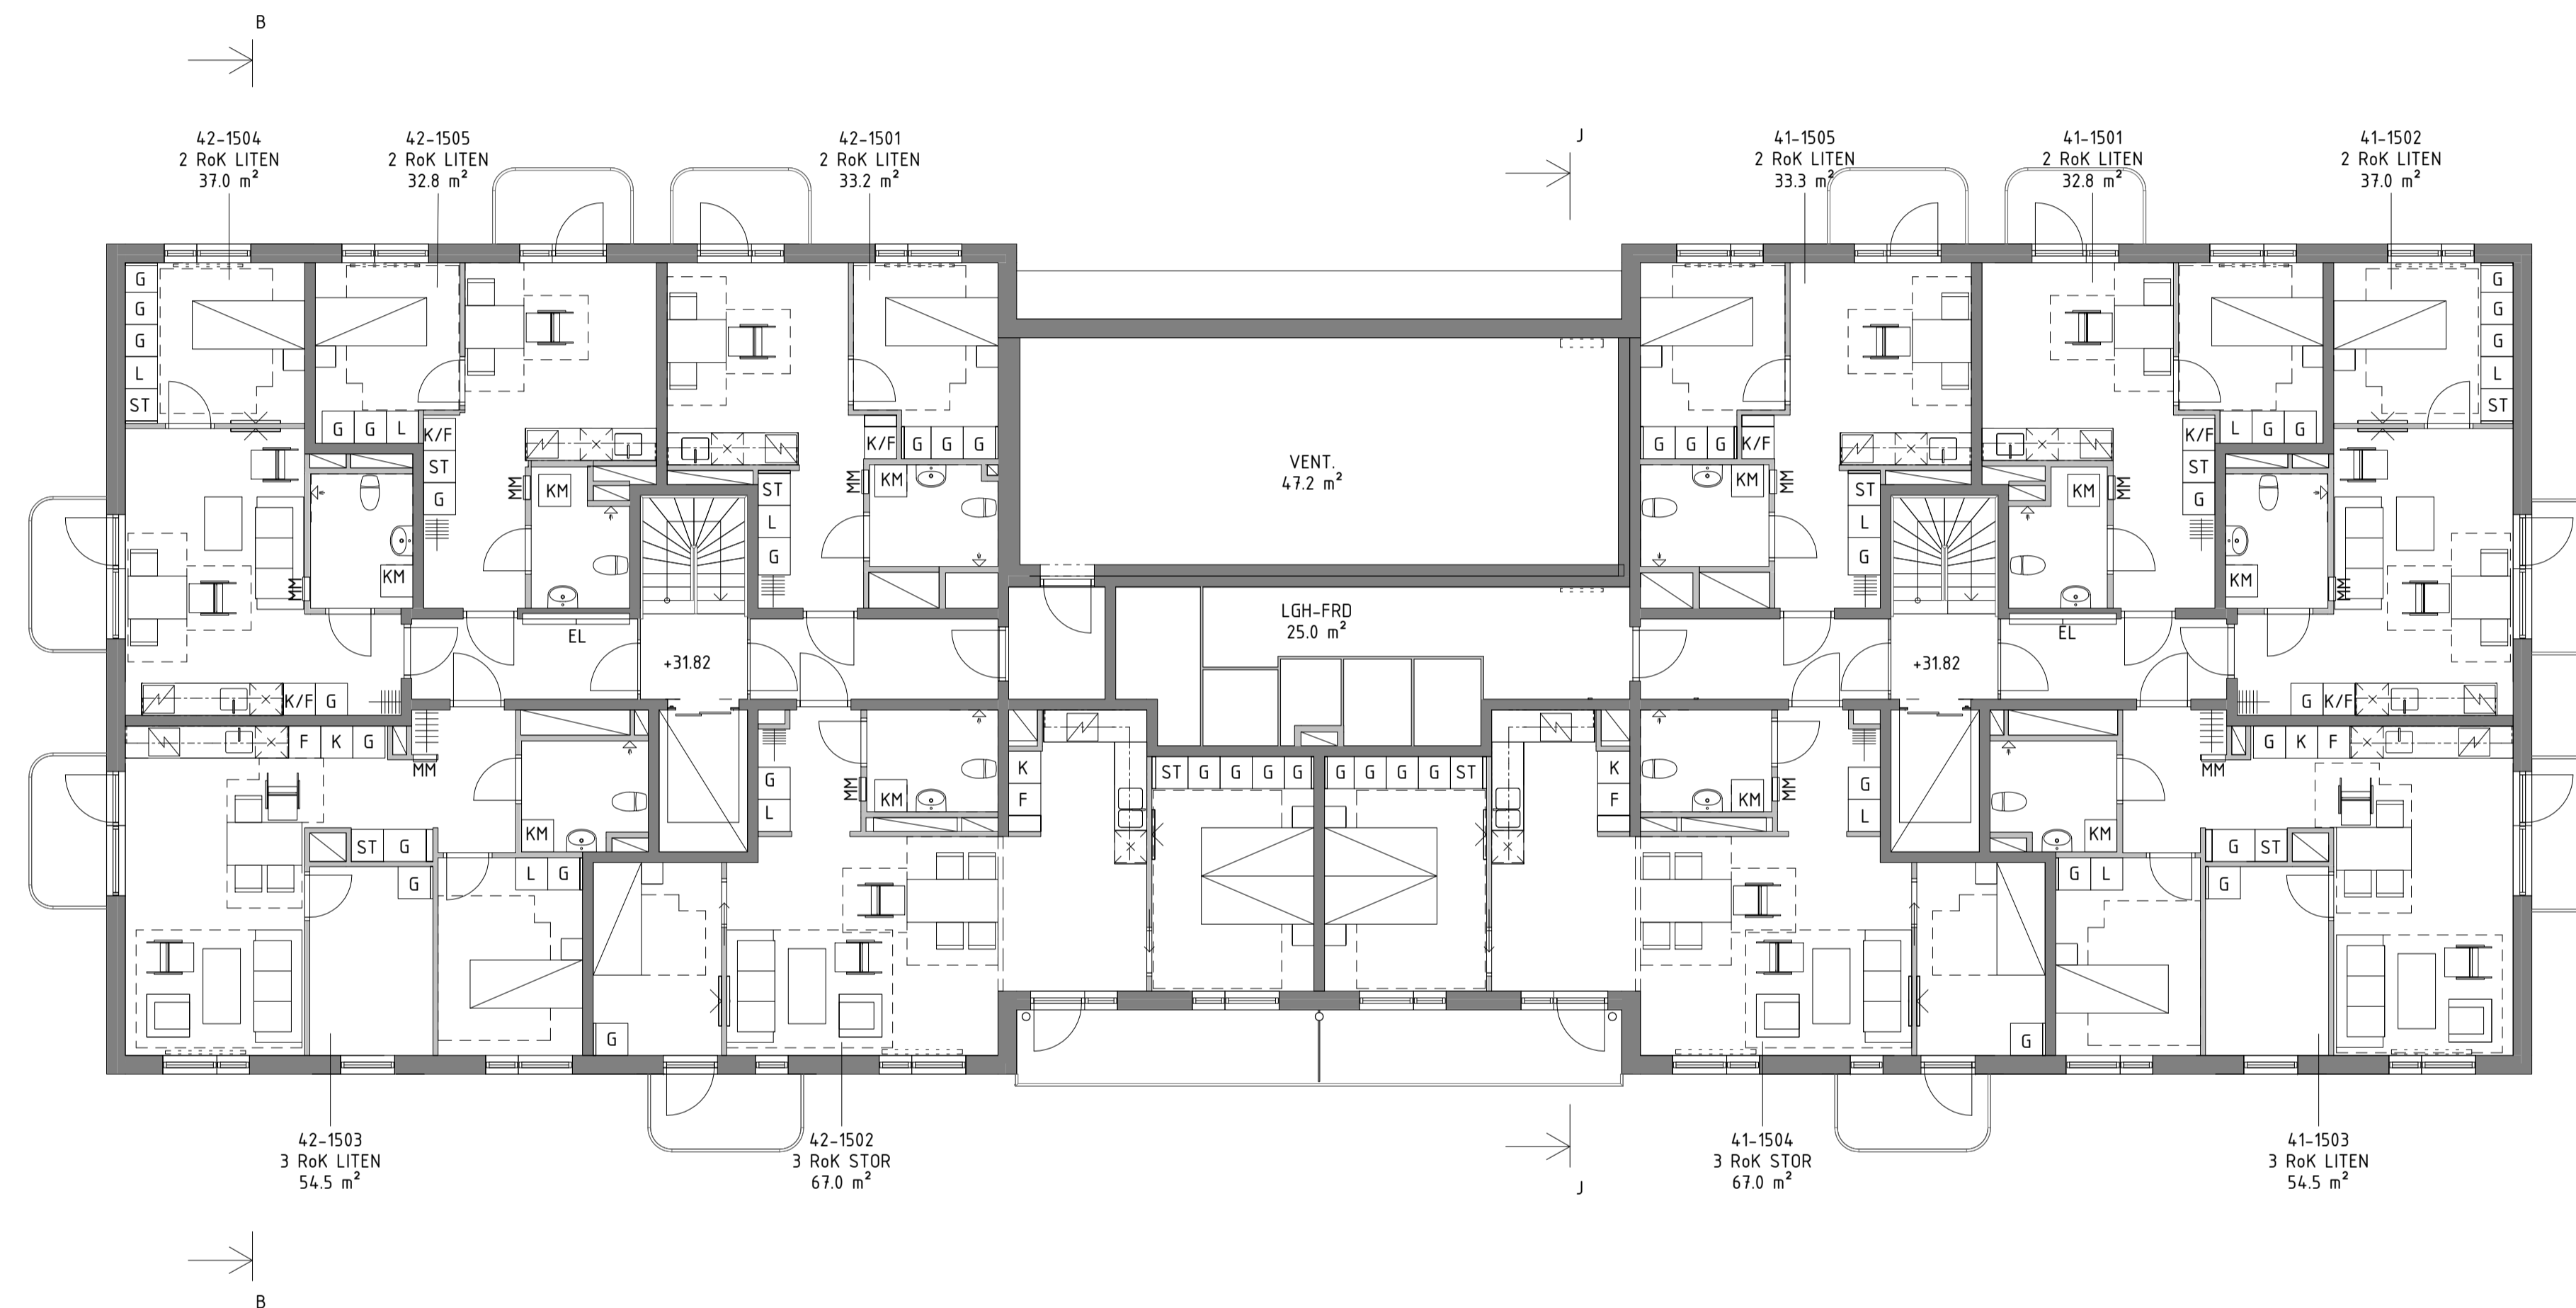 B
J
42-1504
2 RoK LITEN
37.0 m²
42-1505
2 RoK LITEN
32.8 m²
42-1501
2 RoK LITEN
33.2 m²
41-1505
2 RoK LITEN
33.3 m²
41-1501
2 RoK LITEN
32.8 m²
41-1502
2 RoK LITEN
37.0 m²
G
G
G
L
ST
G G L
K/F
ST
G
MM
KM
K/F G G G
ST
L
G
MM
KM
VENT.
47.2 m²
G G G K/F
KM
MM
ST
L
G
KM
MM
K/F
ST
G
L G G
G
G
G
L
ST
MM
KM
KM
MM
EL
+31.82
LGH-FRD
25.0 m²
+31.82
EL
K/F G
G K/F
F K G
MM
G K F
MM
KM
ST G
G
L G
G
L
MM
KM
K
F
ST G G G G
G G G G ST
K
F
KM
MM
G
L
KM
G ST
G L
G
G
G
42-1503
3 RoK LITEN
54.5 m²
42-1502
3 RoK STOR
67.0 m²
41-1504
3 RoK STOR
67.0 m²
41-1503
3 RoK LITEN
54.5 m²
J
B